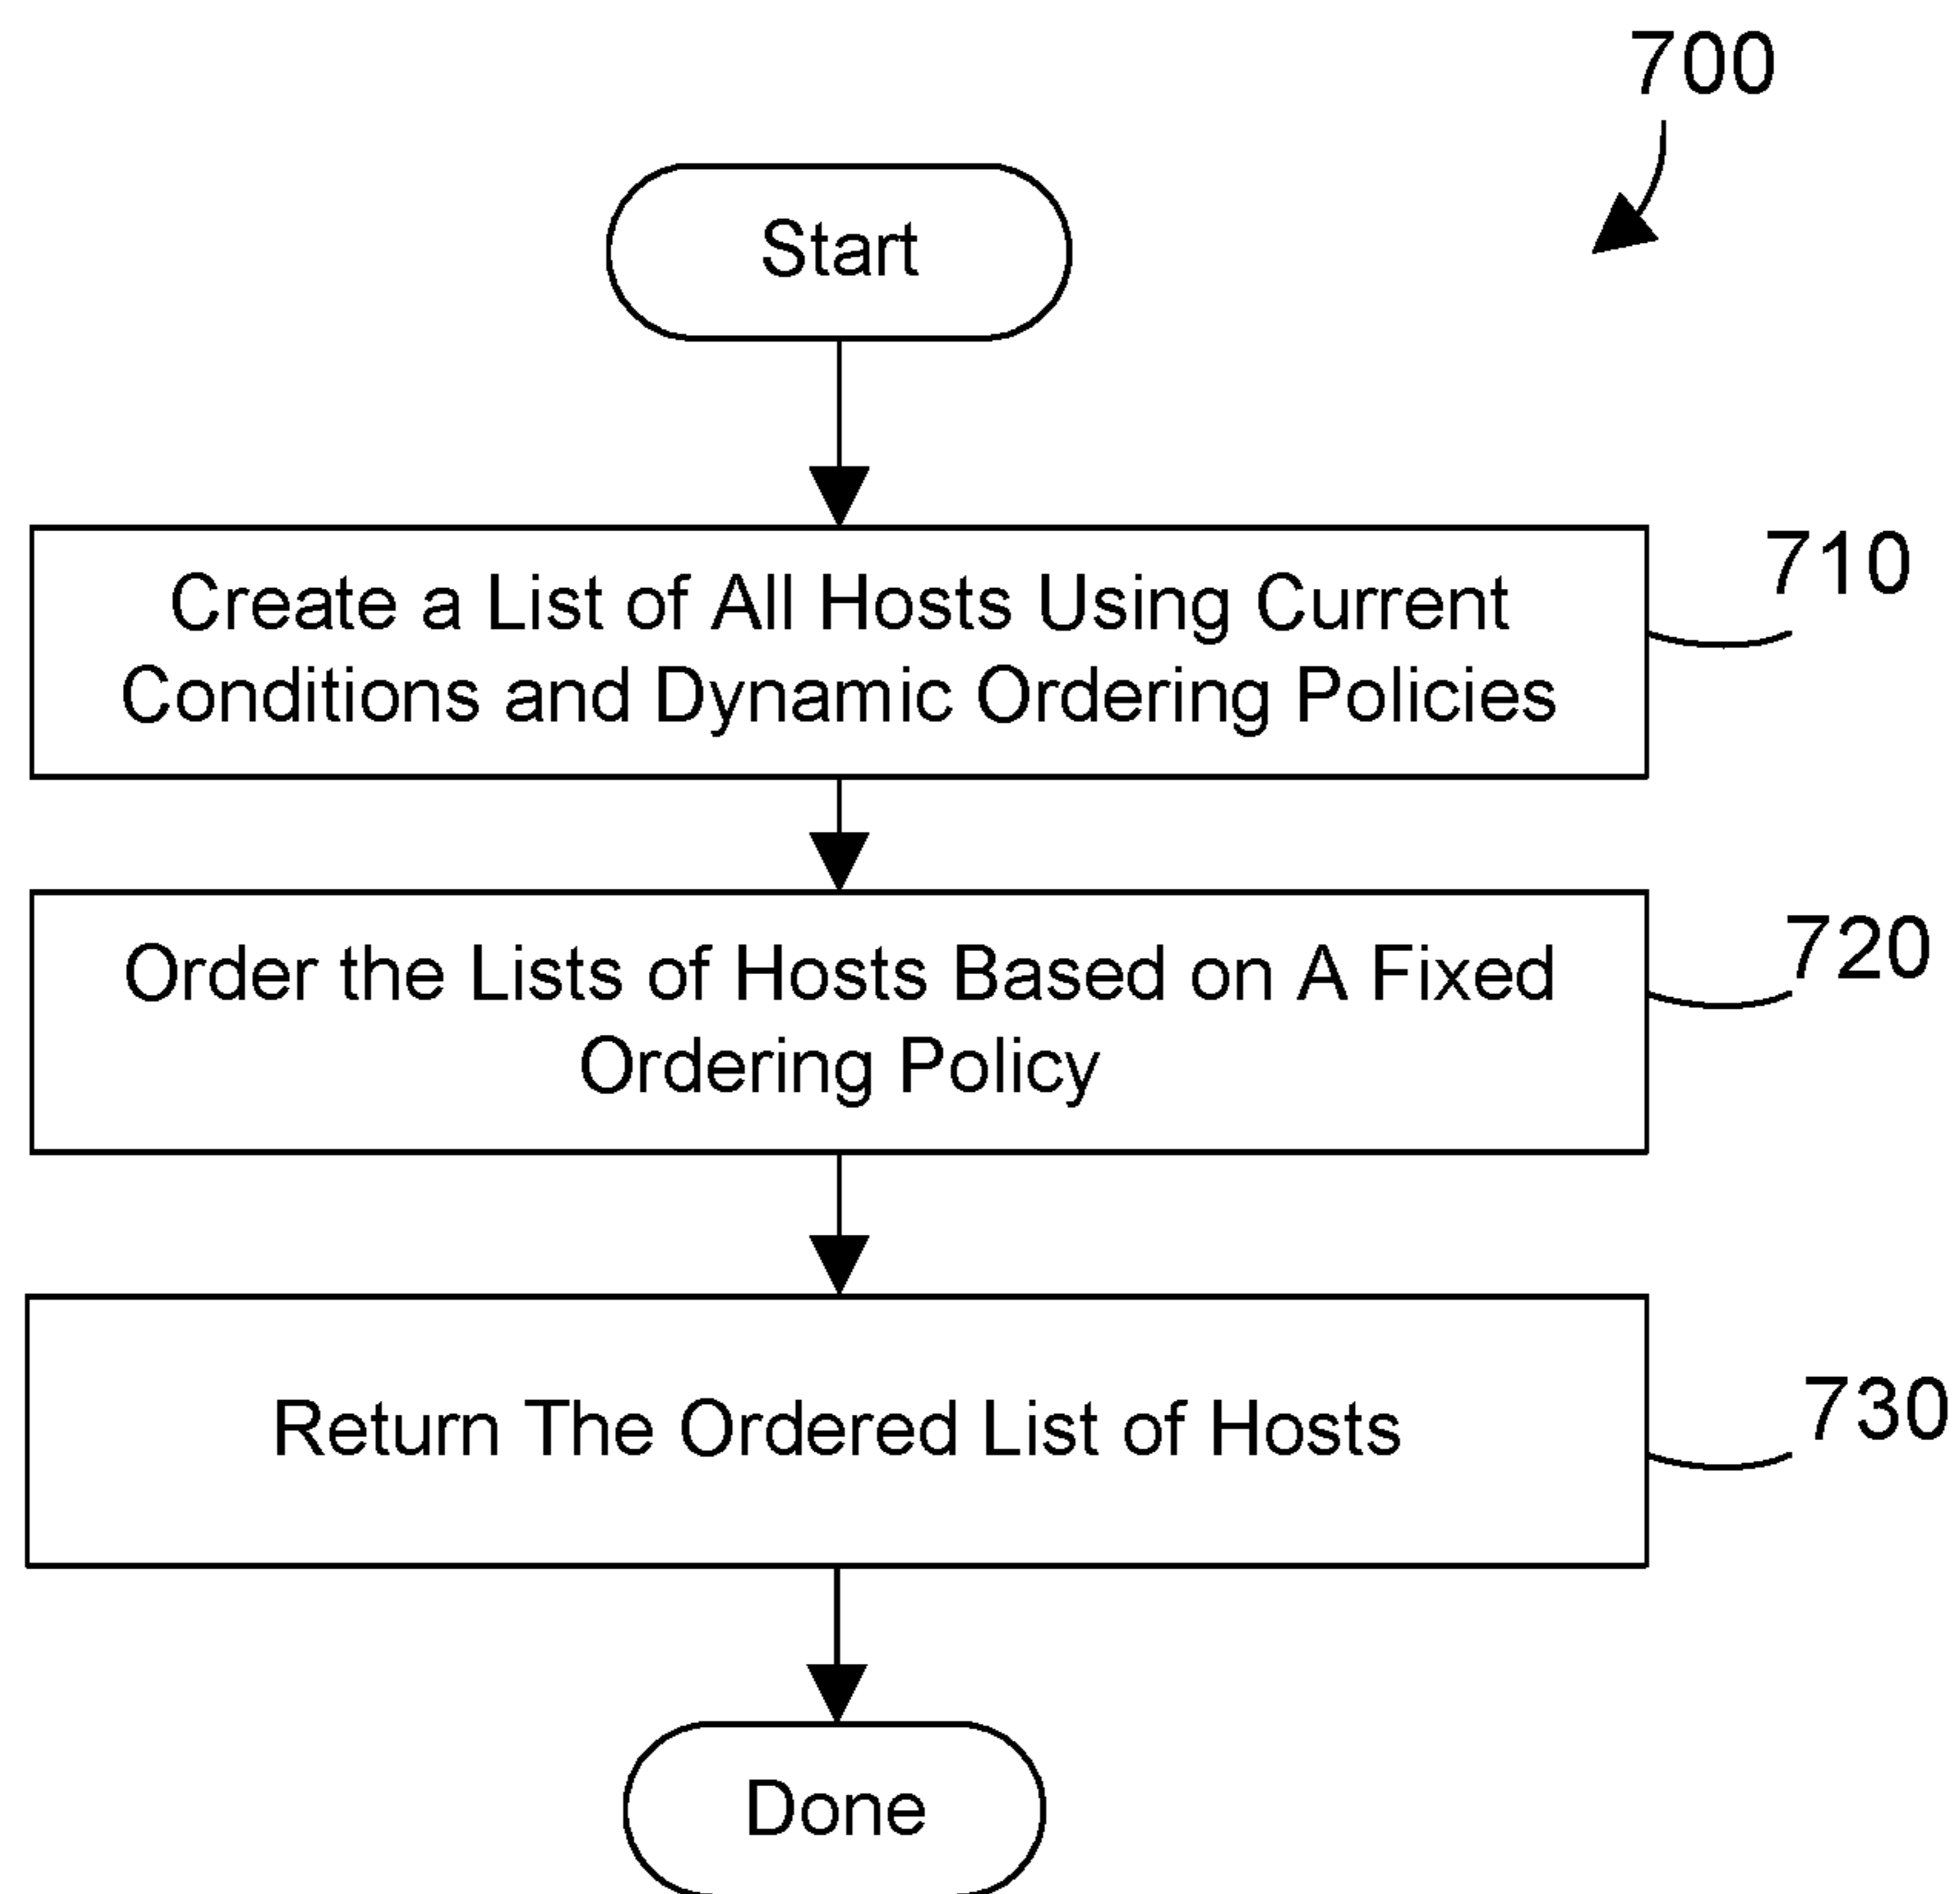 700
Start
Create a List of All Hosts Using Current
Conditions and Dynamic Ordering Policies
710
Order the Lists of Hosts Based on A Fixed
Ordering Policy
720
Return The Ordered List of Hosts
730
Done